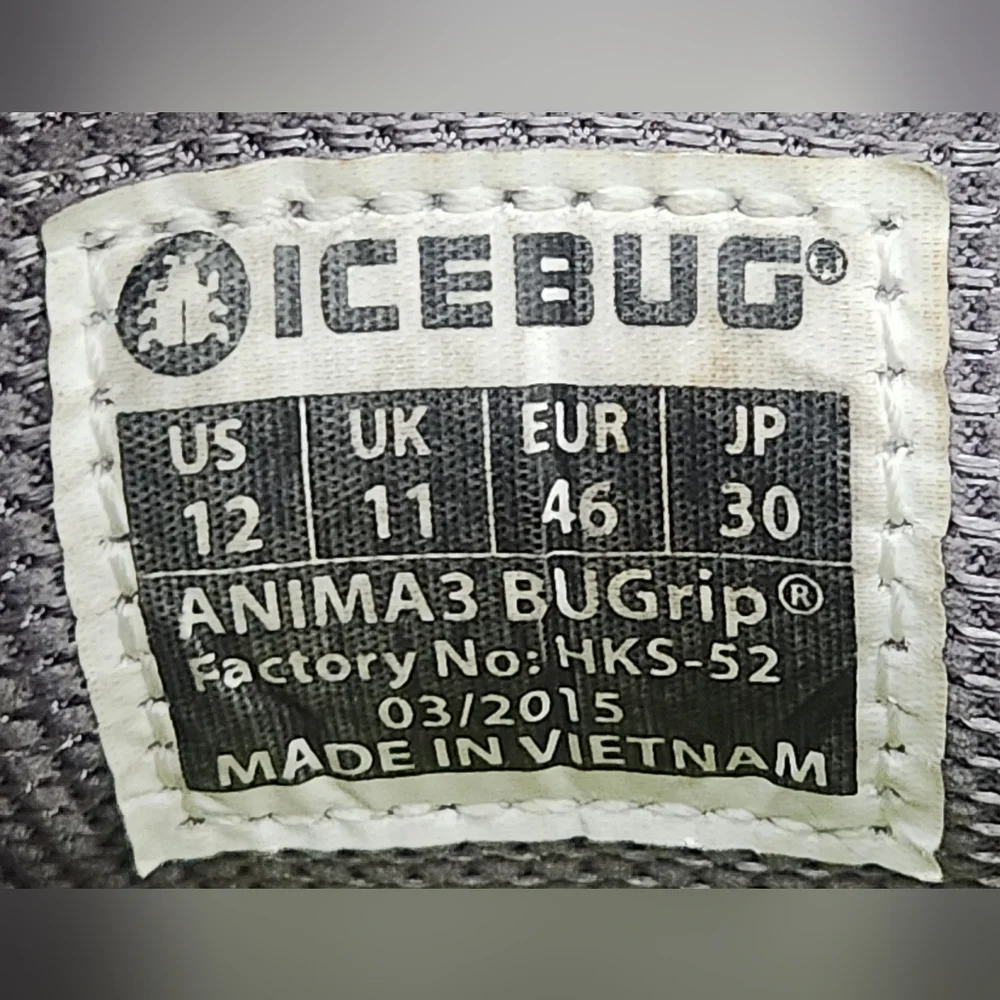 ICEBUG®
US UK EUR JP
12 11 46 30
ANIMA3 BUGrip®
Factory No: HKS-52
03/2015
MADE IN VIETNAM